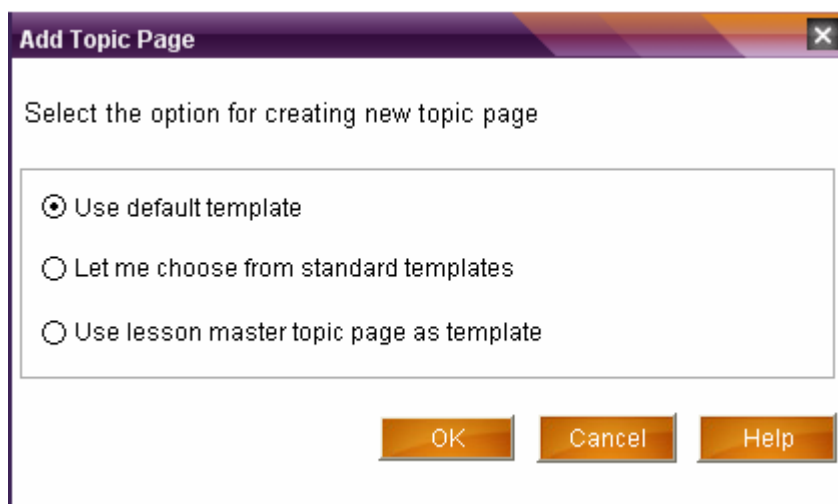 Add Topic Page
Select the option for creating new topic page
Use default template
Let me choose from standard templates
Use lesson master topic page as template
OK Cancel Help